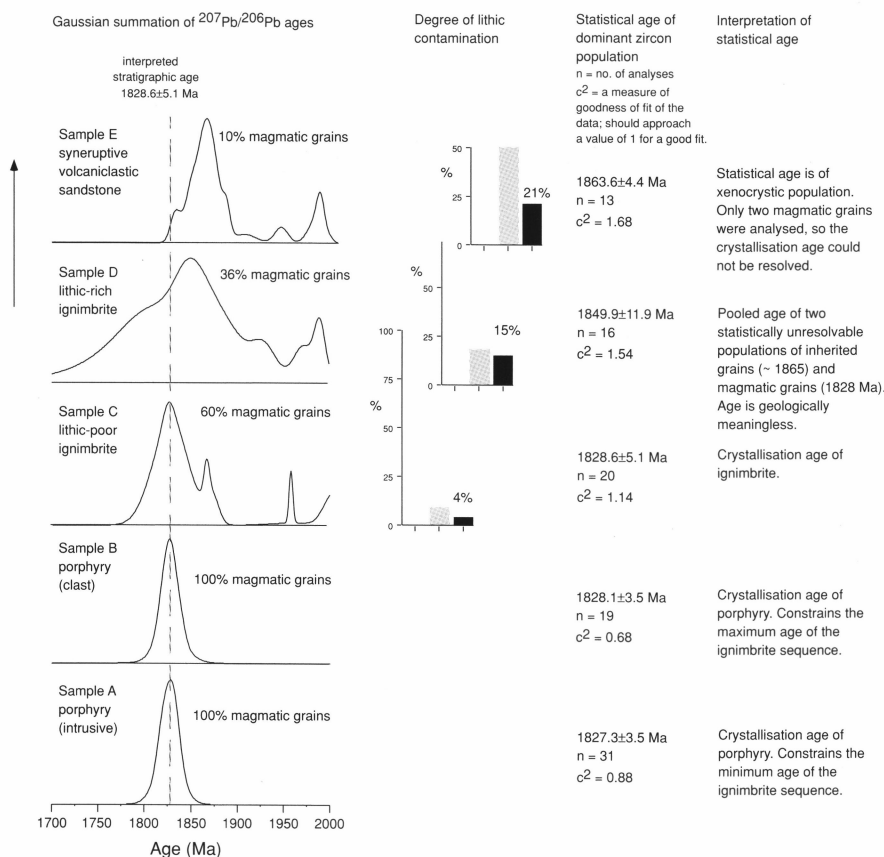 Gaussian summation of 207Pb/206Pb ages
interpreted
stratigraphic age
1828.6±5.1 Ma
Degree of lithic
contamination
Statistical age of
dominant zircon
population
n = no. of analyses
c2 = a measure of
goodness of fit of the
data; should approach
a value of 1 for a good fit.
Interpretation of
statistical age
Sample E
syneruptive
volcaniclastic
sandstone
10% magmatic grains
50
%
25
0
21%
1863.6±4.4 Ma
n = 13
c2 = 1.68
Statistical age is of
xenocrystic population.
Only two magmatic grains
were analysed, so the
crystallisation age could
not be resolved.
Sample D
lithic-rich
ignimbrite
36% magmatic grains
50
%
25
0
15%
1849.9±11.9 Ma
n = 16
c2 = 1.54
Pooled age of two
statistically unresolvable
populations of inherited
grains (~ 1865) and
magmatic grains (1828 Ma).
Age is geologically
meaningless.
Sample C
lithic-poor
ignimbrite
60% magmatic grains
100
75
%
50
25
0
4%
1828.6±5.1 Ma
n = 20
c2 = 1.14
Crystallisation age of
ignimbrite.
Sample B
porphyry
(clast)
100% magmatic grains
1828.1±3.5 Ma
n = 19
c2 = 0.68
Crystallisation age of
porphyry. Constrains the
maximum age of the
ignimbrite sequence.
Sample A
porphyry
(intrusive)
100% magmatic grains
1827.3±3.5 Ma
n = 31
c2 = 0.88
Crystallisation age of
porphyry. Constrains the
minimum age of the
ignimbrite sequence.
1700 1750 1800 1850 1900 1950 2000
Age (Ma)